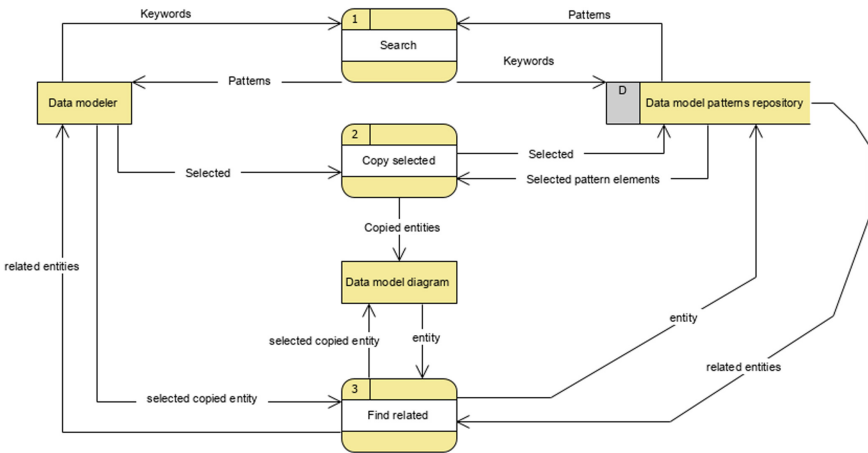 Keywords
1
Patterns
Search
Keywords
Patterns
D
Data modeler
Data model patterns repository
2
Copy selected
Selected
Selected
Selected pattern elements
Copied entities
related entities
Data model diagram
entity
selected copied entity
entity
related entities
3
selected copied entity
Find related